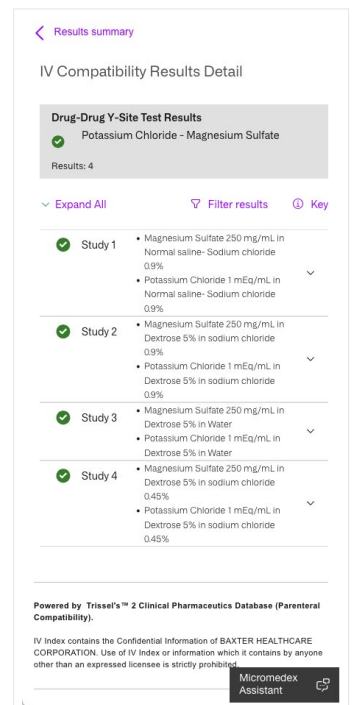 Results summary
IV Compatibility Results Detail
Drug-Drug Y-Site Test Results
Potassium Chloride - Magnesium Sulfate
Results: 4
Expand All
Filter results
Key
Study 1
• Magnesium Sulfate 250 mg/mL in
Normal saline- Sodium chloride
0.9%
• Potassium Chloride 1 mEq/mL in
Normal saline- Sodium chloride
0.9%
Study 2
• Magnesium Sulfate 250 mg/mL in
Dextrose 5% in sodium chloride
0.9%
• Potassium Chloride 1 mEq/mL in
Dextrose 5% in sodium chloride
0.9%
Study 3
• Magnesium Sulfate 250 mg/mL in
Dextrose 5% in Water
• Potassium Chloride 1 mEq/mL in
Dextrose 5% in Water
Study 4
• Magnesium Sulfate 250 mg/mL in
Dextrose 5% in sodium chloride
0.45%
• Potassium Chloride 1 mEq/mL in
Dextrose 5% in sodium chloride
0.45%
Powered by Trissel's™ 2 Clinical Pharmaceutics Database (Parenteral
Compatibility).
IV Index contains the Confidential Information of BAXTER HEALTHCARE
CORPORATION. Use of IV Index or information which it contains by anyone
other than an expressed licensee is strictly prohibited.
Micromedex
Assistant